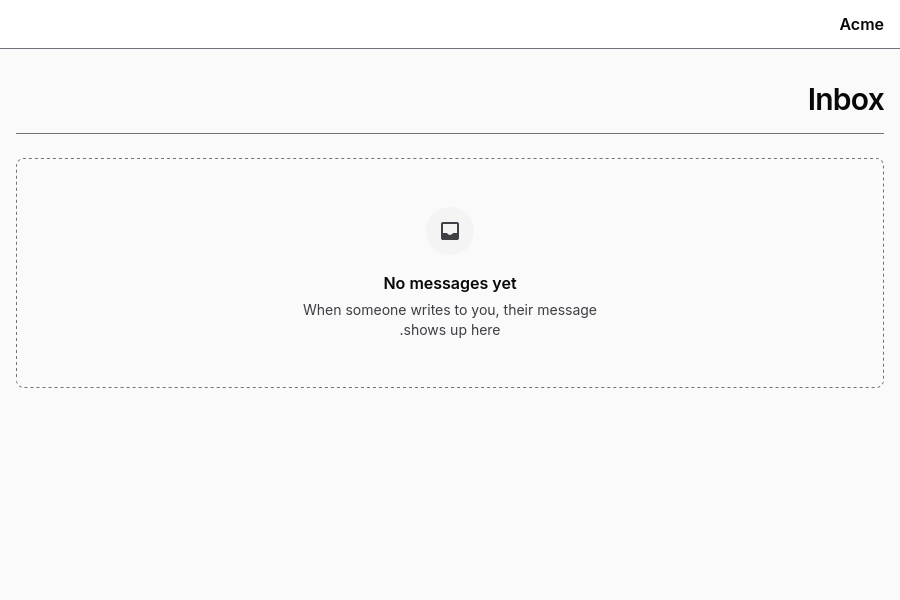 Acme
Inbox
No messages yet
When someone writes to you, their message
.shows up here